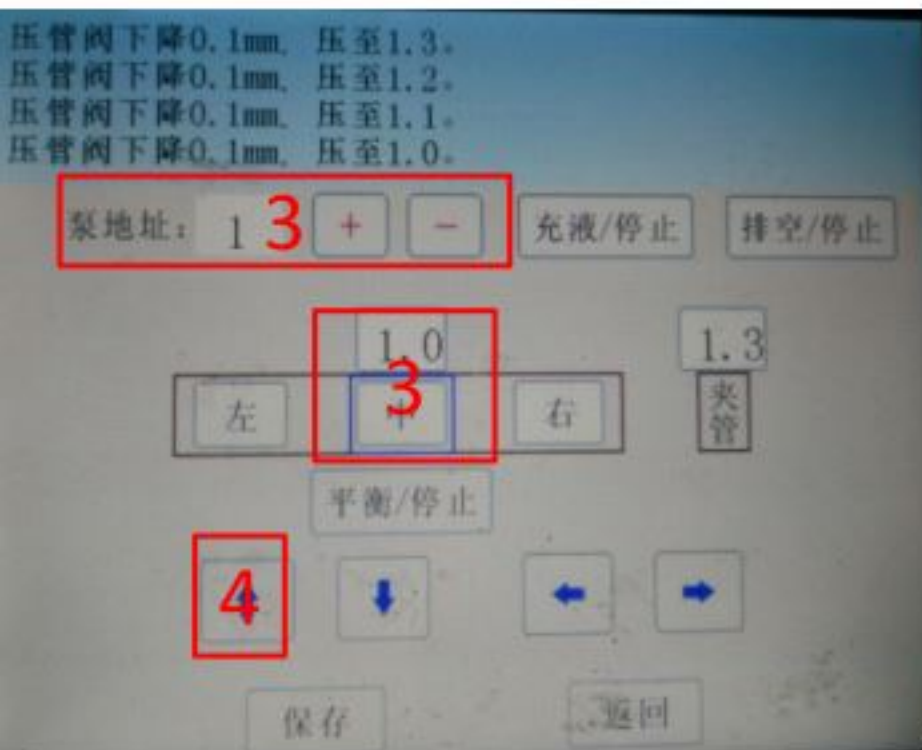 压管阀下降0.1mm, 压至1.3。
压管阀下降0.1mm, 压至1.2。
压管阀下降0.1mm, 压至1.1。
压管阀下降0.1mm, 压至1.0。
泵地址: 1 3 + - 充液/停止 排空/停止
1.0 1.3
左 中 3 右 夹管
平衡/停止
4
保存 返回